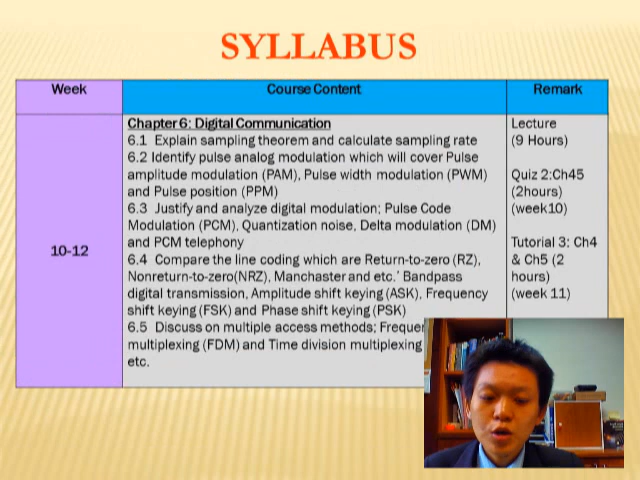 SYLLABUS
Week
Course Content
Remark
10-12
Chapter 6: Digital Communication
6.1 Explain sampling theorem and calculate sampling rate
6.2 Identify pulse analog modulation which will cover Pulse
amplitude modulation (PAM), Pulse width modulation (PWM)
and Pulse position (PPM)
6.3 Justify and analyze digital modulation; Pulse Code
Modulation (PCM), Quantization noise, Delta modulation (DM)
and PCM telephony
6.4 Compare the line coding which are Return-to-zero (RZ),
Nonreturn-to-zero(NRZ), Manchaster and etc.' Bandpass
digital transmission, Amplitude shift keying (ASK), Frequency
shift keying (FSK) and Phase shift keying (PSK)
6.5 Discuss on multiple access methods;
multiplexing (FDM) and Time division multiplexing
etc.
Lecture
(9 Hours)
Quiz 2:Ch45
(2hours)
(week10)
Tutorial 3: Ch4
& Ch5 (2
hours)
(week 11)